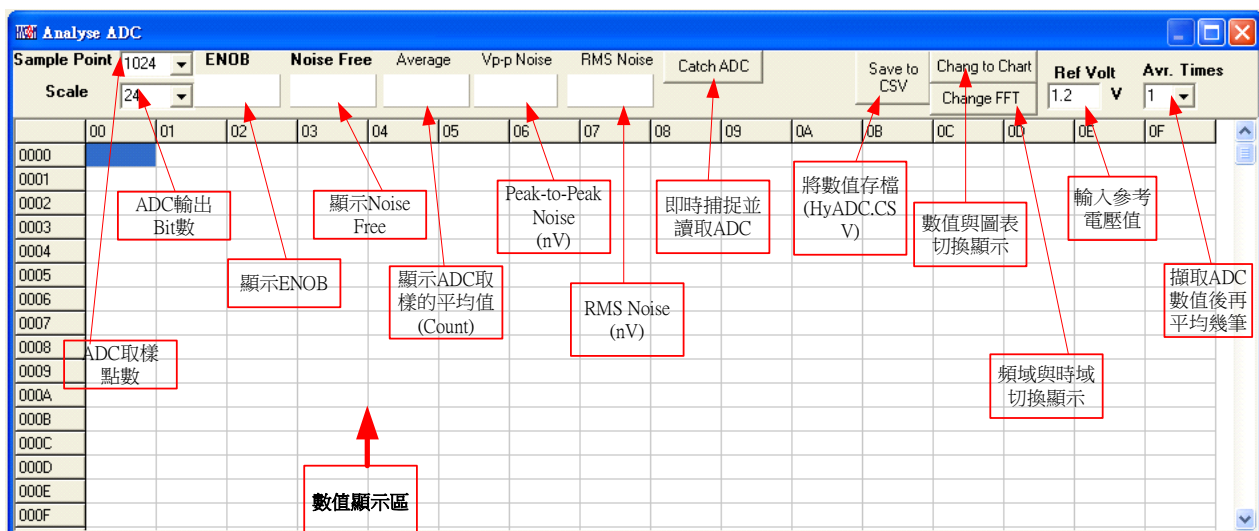 Analyse ADC
Sample Point 1024 ENOB Noise Free Average Vp-p Noise RMS Noise Catch ADC Save to CSV Chang to Chart Ref Volt Avr. Times
Scale 24 Change FFT 1.2 V 1
00 01 02 03 04 05 06 07 08 09 0A 0B 0C 0D 0E 0F
0000
0001
0002
0003
0004
0005
0006
0007
0008
0009
000A
000B
000C
000D
000E
000F
ADC輸出
Bit數
顯示Noise
Free
Peak-to-Peak
Noise
(nV)
即時捕捉並
讀取ADC
將數值存檔
(HyADC.CS
V)
數值與圖表
切換顯示
輸入參考
電壓值
顯示ENOB
顯示ADC取
樣的平均值
(Count)
RMS Noise
(nV)
擷取ADC
數值後再
平均幾筆
ADC取樣
點數
頻域與時域
切換顯示
數值顯示區